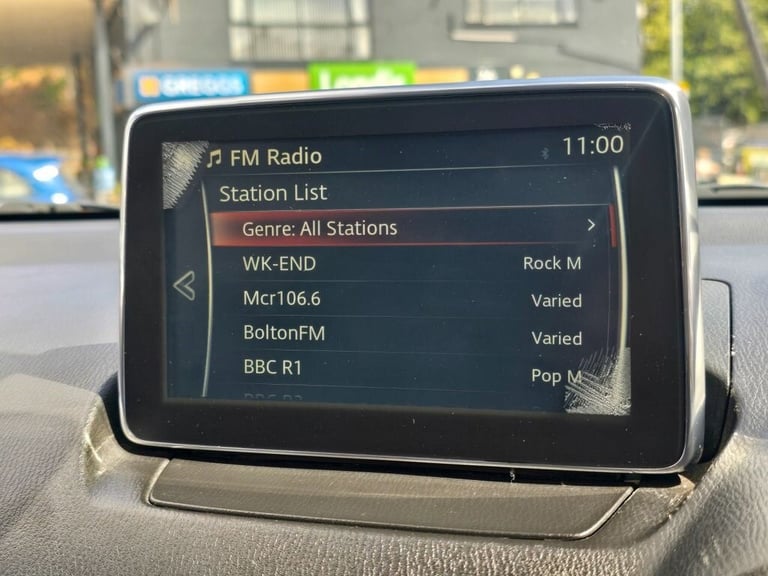 GREGGS
FM Radio
11:00
Station List
Genre: All Stations
WK-END
Rock M
Mcr106.6
Varied
BoltonFM
Varied
BBC R1
Pop M